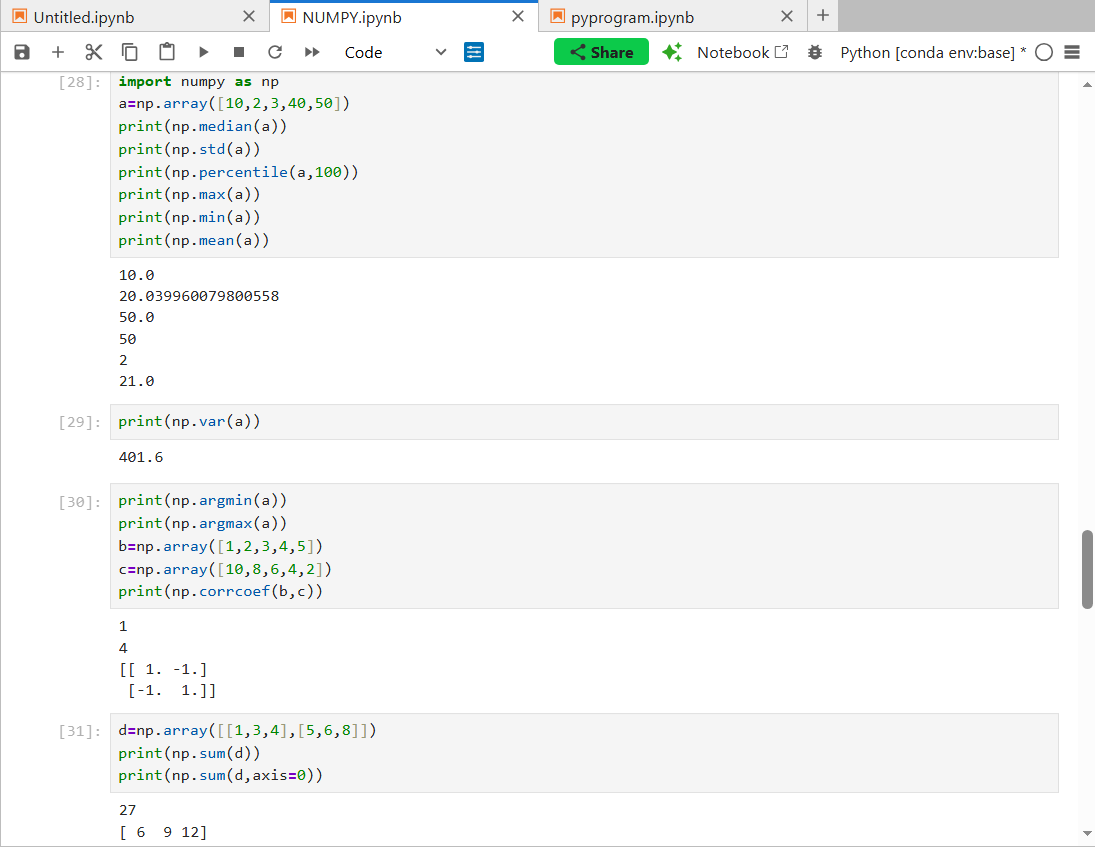 Untitled.ipynb NUMPY.ipynb pyprogram.ipynb
Code Share Notebook Python [conda env:base] *
[28]: import numpy as np
a=np.array([10,2,3,40,50])
print(np.median(a))
print(np.std(a))
print(np.percentile(a,100))
print(np.max(a))
print(np.min(a))
print(np.mean(a))
10.0
20.039960079800558
50.0
50
2
21.0
[29]: print(np.var(a))
401.6
[30]: print(np.argmin(a))
print(np.argmax(a))
b=np.array([1,2,3,4,5])
c=np.array([10,8,6,4,2])
print(np.corrcoef(b,c))
1
4
[[ 1. -1.]
 [-1.  1.]]
[31]: d=np.array([[1,3,4],[5,6,8]])
print(np.sum(d))
print(np.sum(d,axis=0))
27
[ 6  9 12]